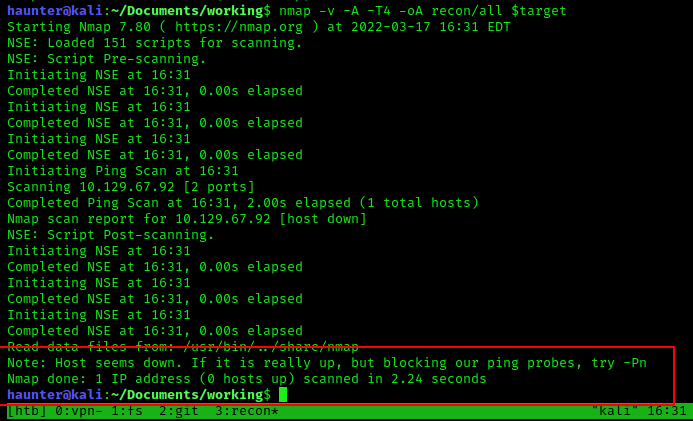 haunter@kali:~/Documents/working$ nmap -v -A -T4 -oA recon/all $target
Starting Nmap 7.80 ( https://nmap.org ) at 2022-03-17 16:31 EDT
NSE: Loaded 151 scripts for scanning.
NSE: Script Pre-scanning.
Initiating NSE at 16:31
Completed NSE at 16:31, 0.00s elapsed
Initiating NSE at 16:31
Completed NSE at 16:31, 0.00s elapsed
Initiating NSE at 16:31
Completed NSE at 16:31, 0.00s elapsed
Initiating Ping Scan at 16:31
Scanning 10.129.67.92 [2 ports]
Completed Ping Scan at 16:31, 2.00s elapsed (1 total hosts)
Nmap scan report for 10.129.67.92 [host down]
NSE: Script Post-scanning.
Initiating NSE at 16:31
Completed NSE at 16:31, 0.00s elapsed
Initiating NSE at 16:31
Completed NSE at 16:31, 0.00s elapsed
Initiating NSE at 16:31
Completed NSE at 16:31, 0.00s elapsed
Read data files from: /usr/bin/../share/nmap
Note: Host seems down. If it is really up, but blocking our ping probes, try -Pn
Nmap done: 1 IP address (0 hosts up) scanned in 2.24 seconds
haunter@kali:~/Documents/working$
[htb] 0:vpn- 1:fs  2:git  3:recon* "kali" 16:31